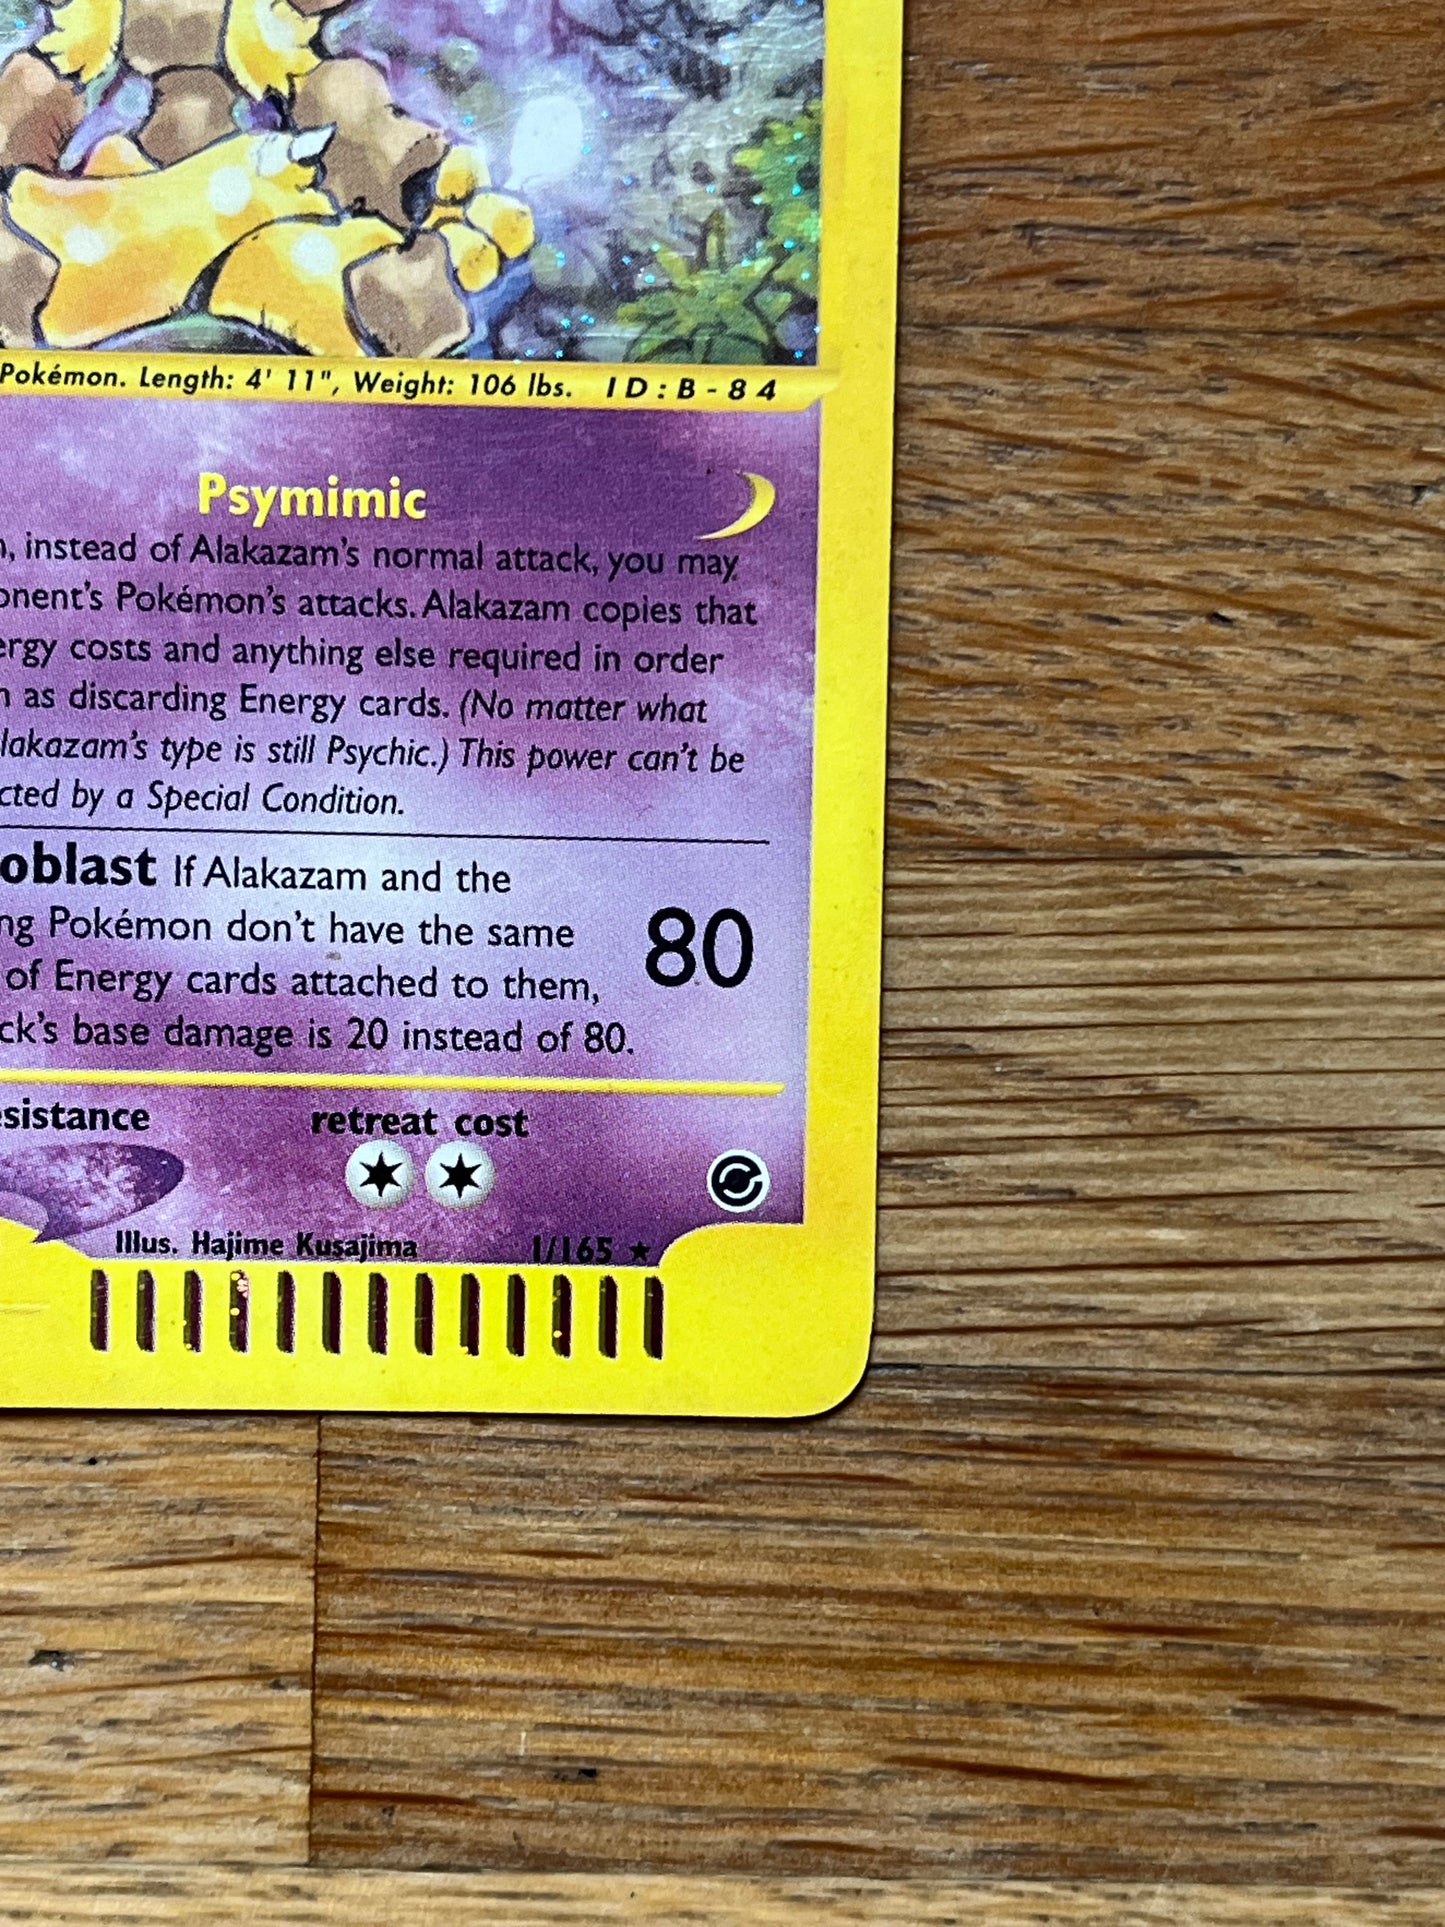 Pokémon. Length: 4' 11", Weight: 106 lbs. ID:B-84
Psymimic
, instead of Alakazam's normal attack, you may
onent's Pokémon's attacks. Alakazam copies that
ergy costs and anything else required in order
as discarding Energy cards. (No matter what
lakazam's type is still Psychic.) This power can't be
cted by a Special Condition.
oblast If Alakazam and the
ng Pokémon don't have the same 80
of Energy cards attached to them,
ck's base damage is 20 instead of 80.
sistance retreat cost
Illus. Hajime Kusajima 1/165 ★